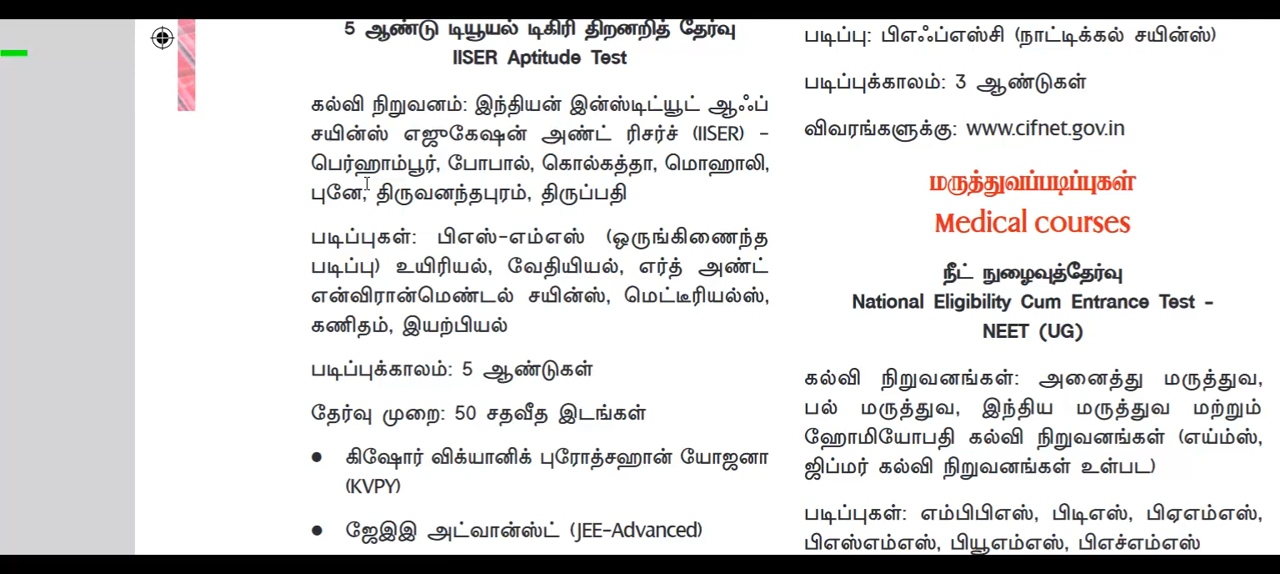 5 ஆண்டு டியூயல் டிகிரி திறனறித் தேர்வு
IISER Aptitude Test
கல்வி நிறுவனம்: இந்தியன் இன்ஸ்டிட்யூட் ஆஃப்
சயின்ஸ் எஜுகேஷன் அண்ட் ரிசர்ச் (IISER) –
பெர்ஹாம்பூர், போபால், கொல்கத்தா, மொஹாலி,
புனே, திருவனந்தபுரம், திருப்பதி
படிப்புகள்: பிஎஸ்-எம்எஸ் (ஒருங்கிணைந்த
படிப்பு) உயிரியல், வேதியியல், எர்த் அண்ட்
என்விரான்மெண்டல் சயின்ஸ், மெட்டீரியல்ஸ்,
கணிதம், இயற்பியல்
படிப்புக்காலம்: 5 ஆண்டுகள்
தேர்வு முறை: 50 சதவீத இடங்கள்
● கிஷோர் விக்யானிக் புரோத்சஹான் யோஜனா
(KVPY)
● ஜேஇஇ அட்வான்ஸ்ட் (JEE-Advanced)
படிப்பு: பிஎஃப்எஸ்சி (நாட்டிக்கல் சயின்ஸ்)
படிப்புக்காலம்: 3 ஆண்டுகள்
விவரங்களுக்கு: www.cifnet.gov.in
மருத்துவப்படிப்புகள்
Medical courses
நீட் நுழைவுத்தேர்வு
National Eligibility Cum Entrance Test –
NEET (UG)
கல்வி நிறுவனங்கள்: அனைத்து மருத்துவ,
பல் மருத்துவ, இந்திய மருத்துவ மற்றும்
ஹோமியோபதி கல்வி நிறுவனங்கள் (எய்ம்ஸ்,
ஜிப்மர் கல்வி நிறுவனங்கள் உள்பட)
படிப்புகள்: எம்பிபிஎஸ், பிடிஎஸ், பிஏஎம்எஸ்,
பிஎஸ்எம்எஸ், பியூஎம்எஸ், பிஎச்எம்எஸ்